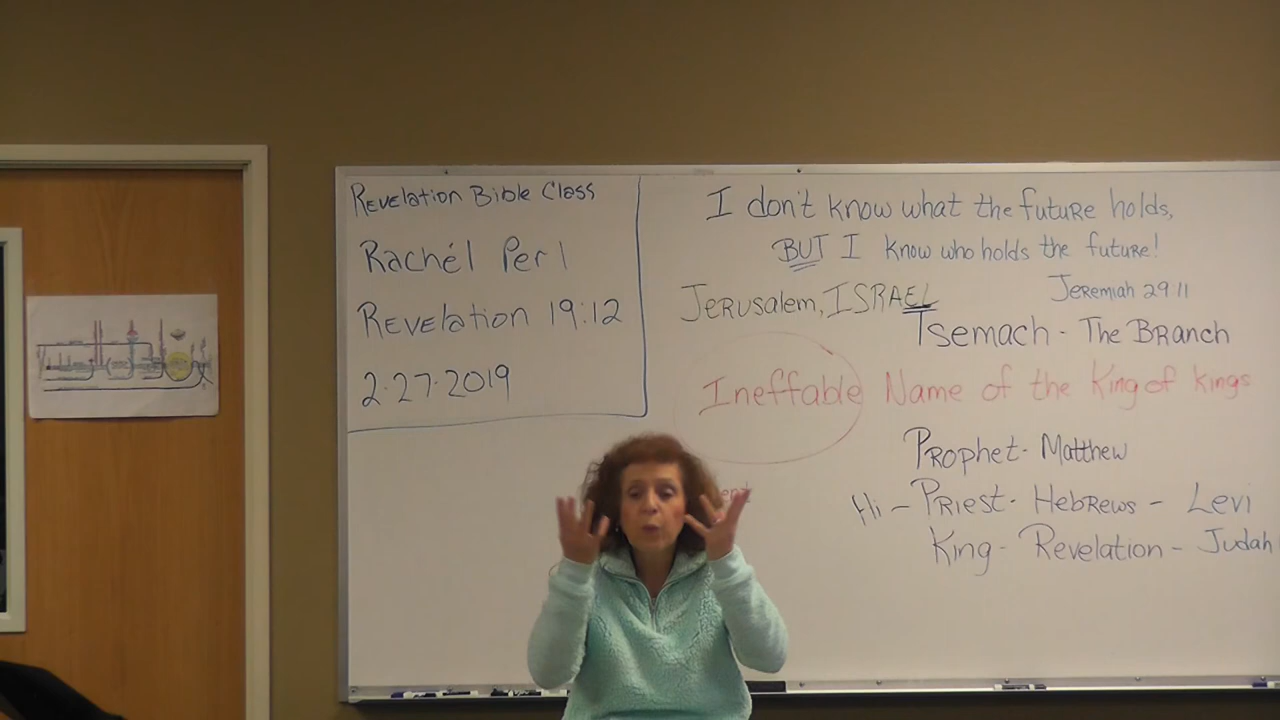 Revelation Bible Class
Rachél Perl
Revelation 19:12
2.27.2019
I don't know what the future holds,
BUT I know who holds the future!
Jeremiah 29:11
Jerusalem, ISRAEL
Tsemach - The Branch
Ineffable Name of the King of kings
Prophet - Matthew
Hi - Priest - Hebrews - Levi
King - Revelation - Judah